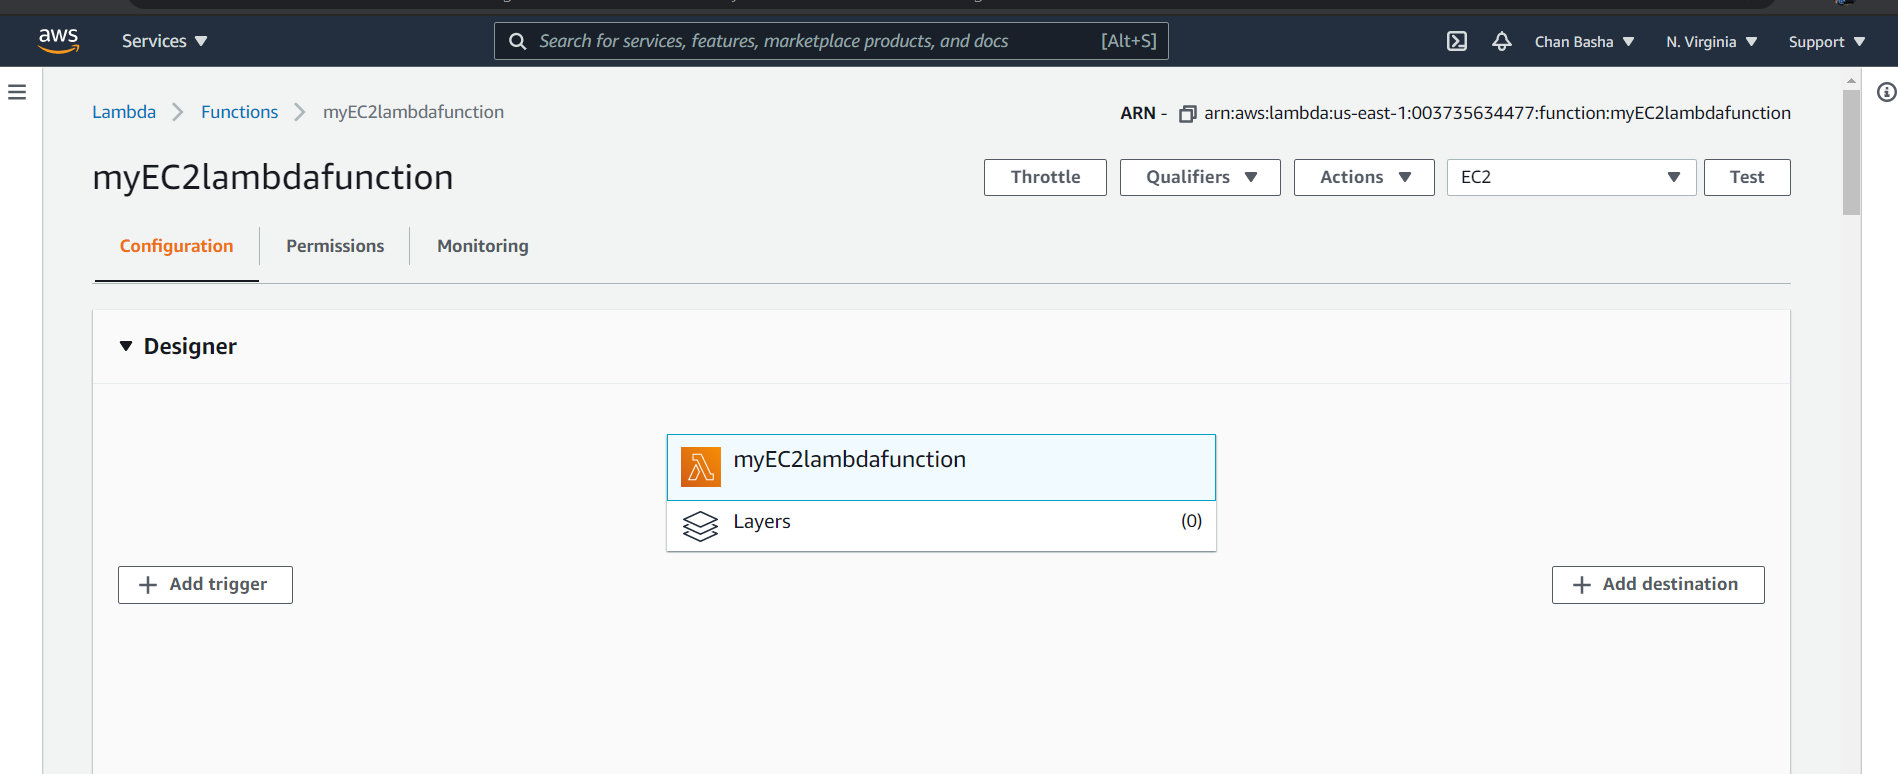 aws Services Search for services, features, marketplace products, and docs [Alt+S] Chan Basha N. Virginia Support
Lambda Functions myEC2lambdafunction ARN - arn:aws:lambda:us-east-1:003735634477:function:myEC2lambdafunction
myEC2lambdafunction Throttle Qualifiers Actions EC2 Test
Configuration Permissions Monitoring
Designer
myEC2lambdafunction
Layers (0)
Add trigger Add destination